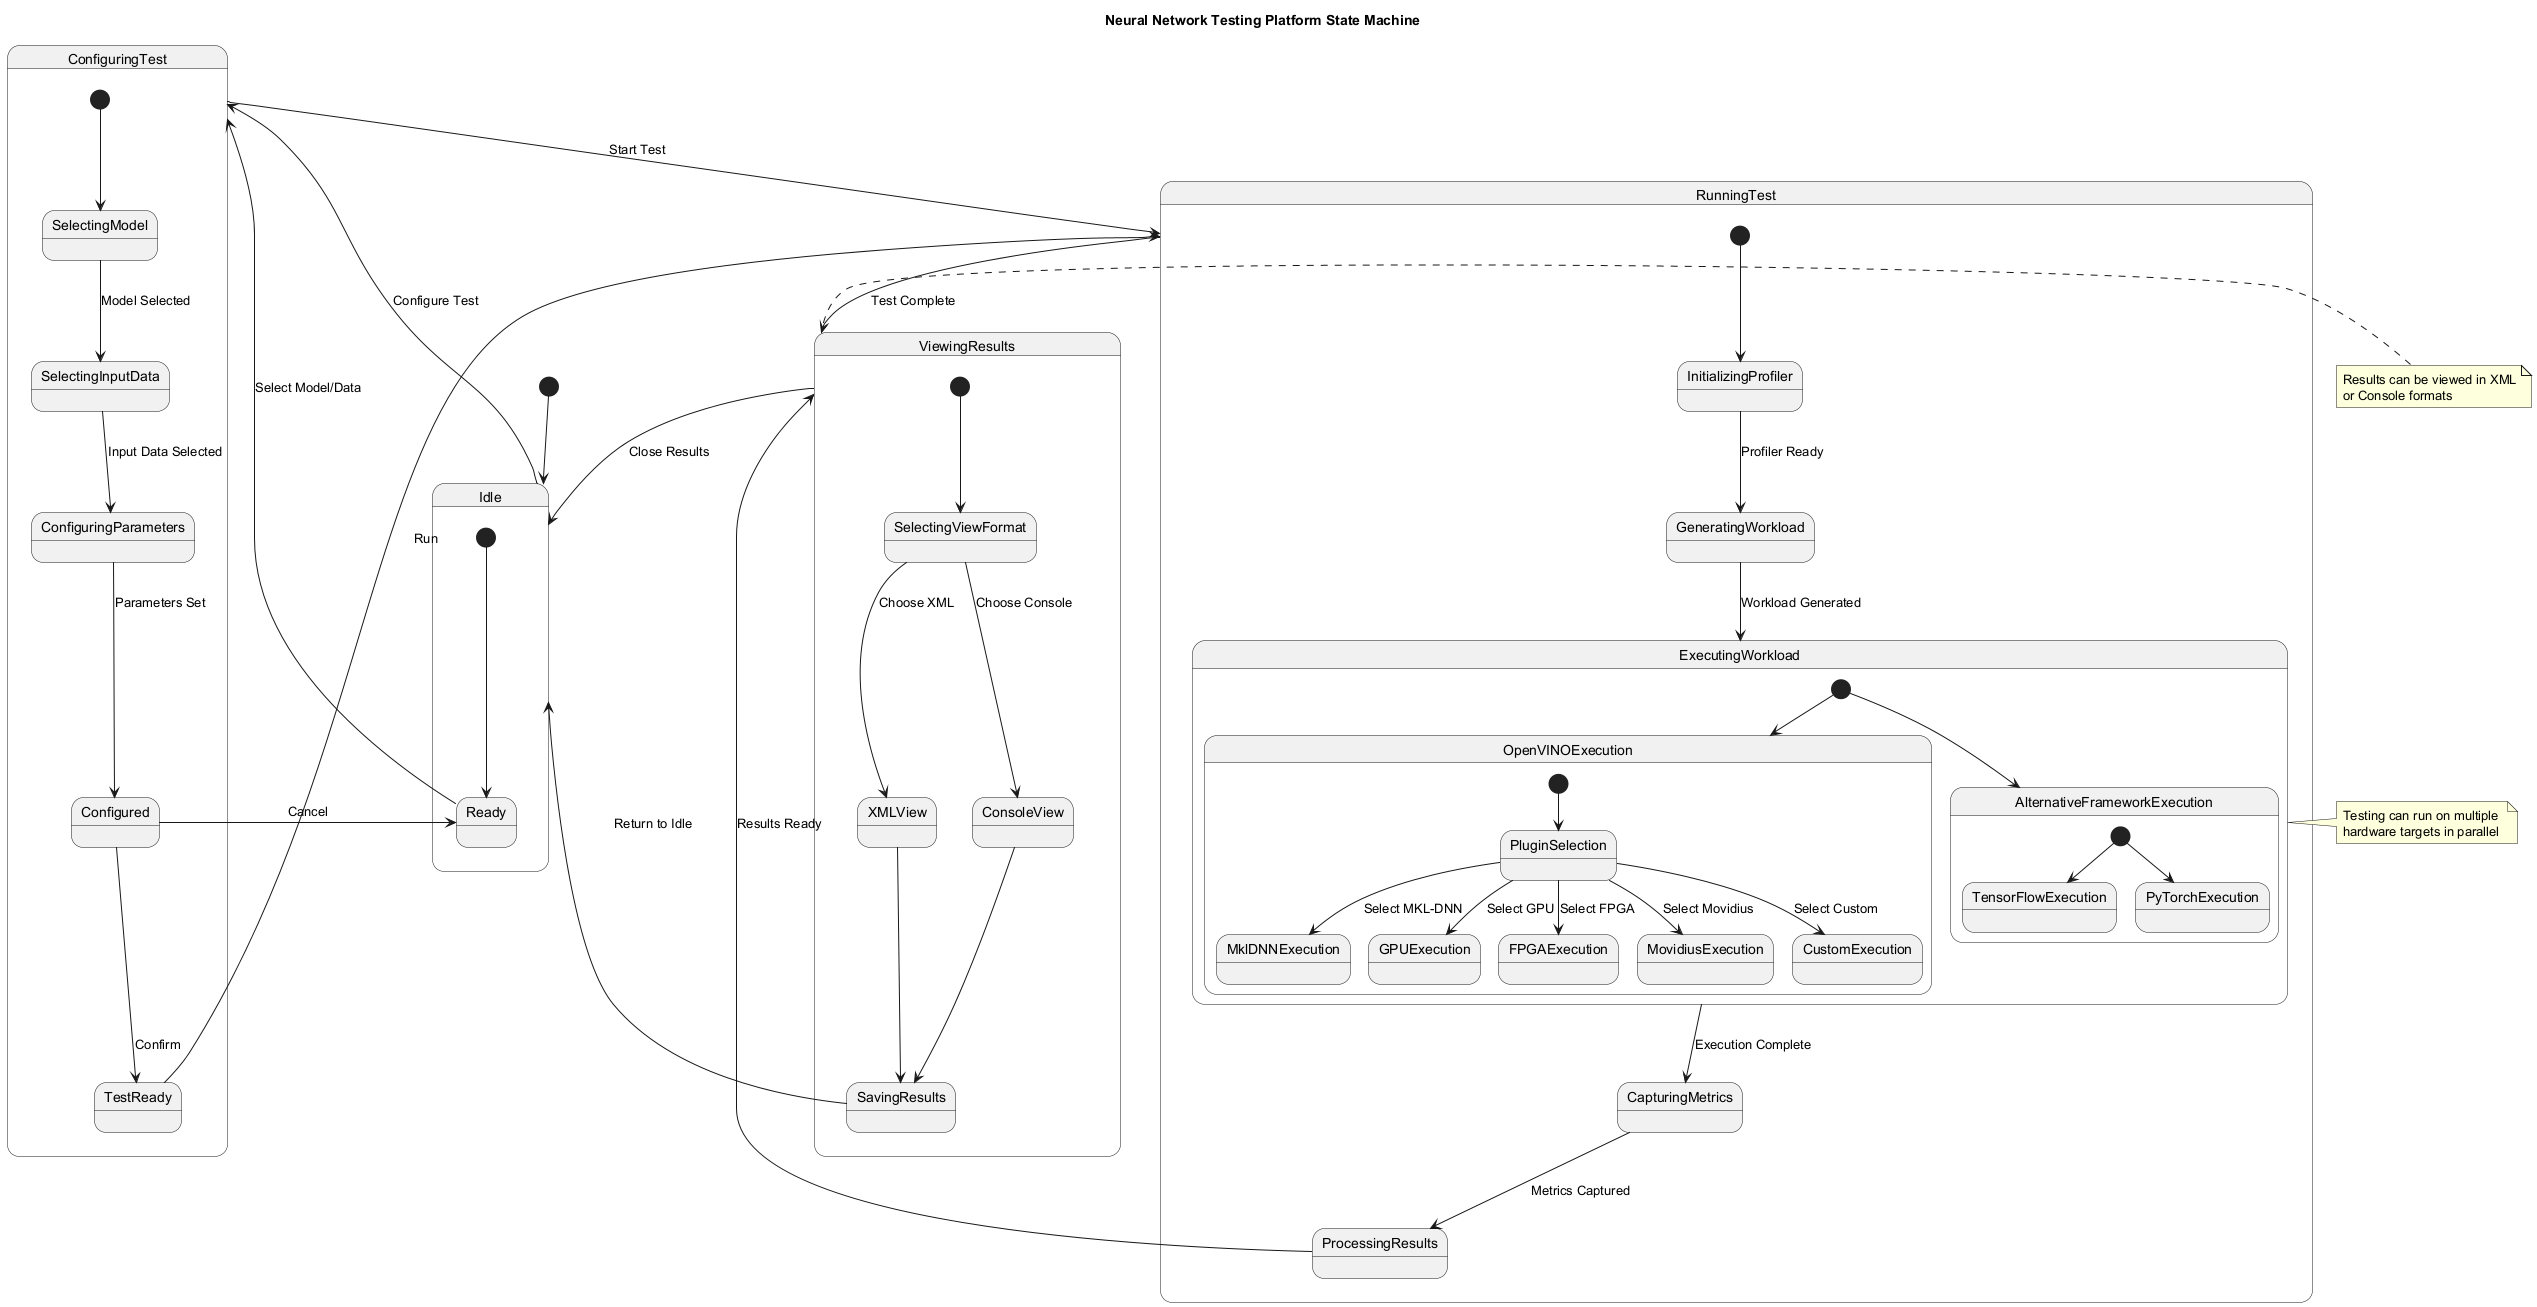 Neural Network Testing Platform State Machine
ConfiguringTest
SelectingModel
Model Selected
SelectingInputData
Input Data Selected
ConfiguringParameters
Parameters Set
Configured
Confirm
TestReady
Start Test
Configure Test
Select Model/Data
Run
Cancel
Idle
Ready
Close Results
Return to Idle
Results Ready
Test Complete
ViewingResults
SelectingViewFormat
Choose XML
Choose Console
XMLView
ConsoleView
SavingResults
RunningTest
InitializingProfiler
Profiler Ready
GeneratingWorkload
Workload Generated
ExecutingWorkload
OpenVINOExecution
PluginSelection
Select MKL-DNN
Select GPU
Select FPGA
Select Movidius
Select Custom
MklDNNExecution
GPUExecution
FPGAExecution
MovidiusExecution
CustomExecution
AlternativeFrameworkExecution
TensorFlowExecution
PyTorchExecution
Execution Complete
CapturingMetrics
Metrics Captured
ProcessingResults
Results can be viewed in XML
or Console formats
Testing can run on multiple
hardware targets in parallel